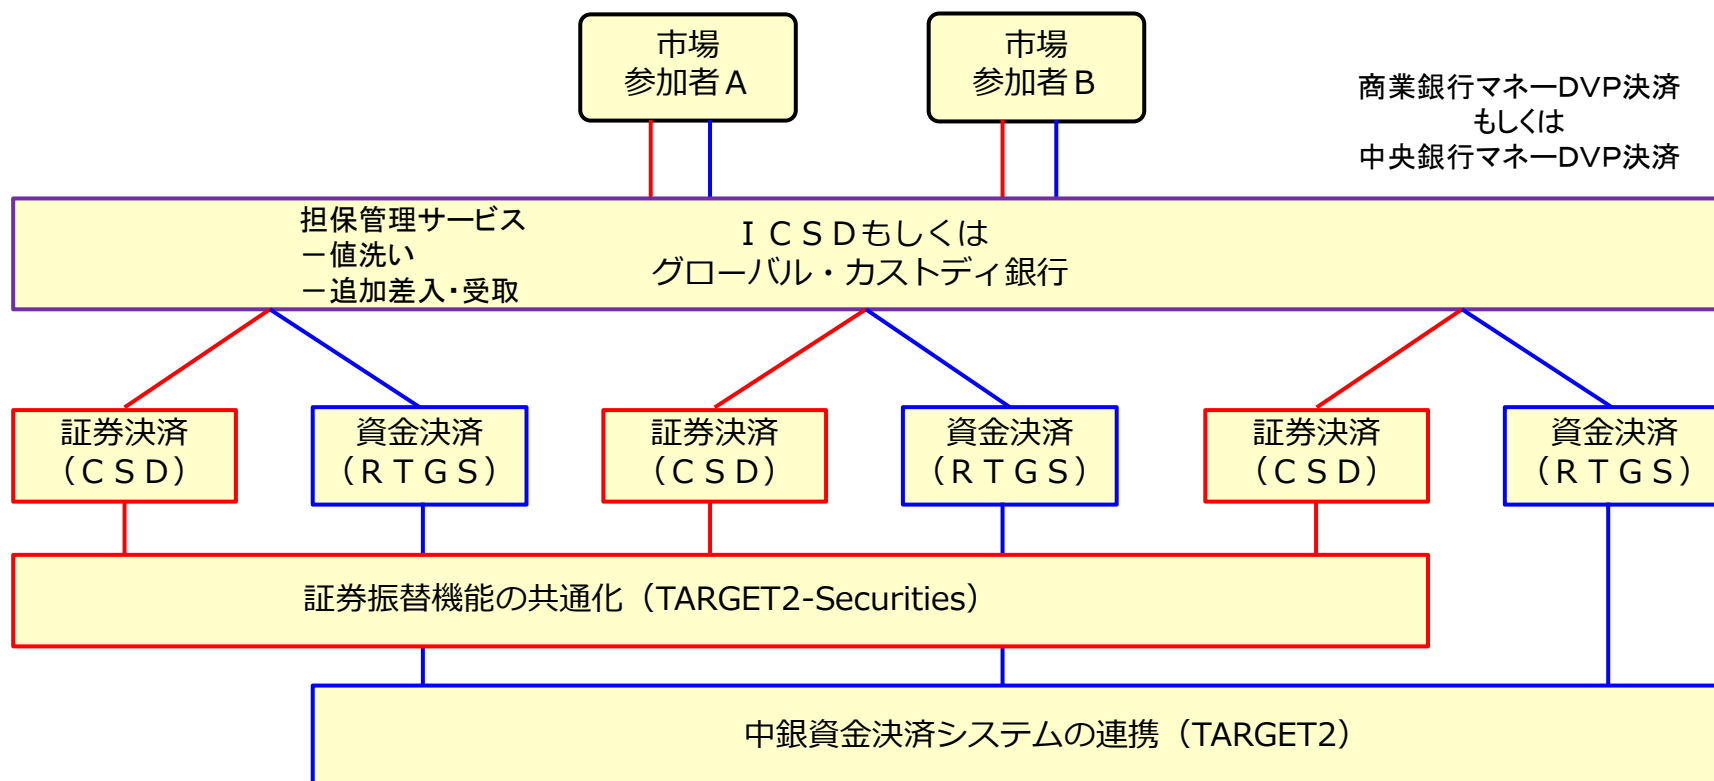 市場
参加者A
市場
参加者B
商業銀行マネーDVP決済
もしくは
中央銀行マネーDVP決済
担保管理サービス
－値洗い
－追加差入・受取
ＩＣＳＤもしくは
グローバル・カストディ銀行
証券決済
（ＣＳＤ）
資金決済
（ＲＴＧＳ）
証券決済
（ＣＳＤ）
資金決済
（ＲＴＧＳ）
証券決済
（ＣＳＤ）
資金決済
（ＲＴＧＳ）
証券振替機能の共通化（TARGET2-Securities）
中銀資金決済システムの連携（TARGET2）